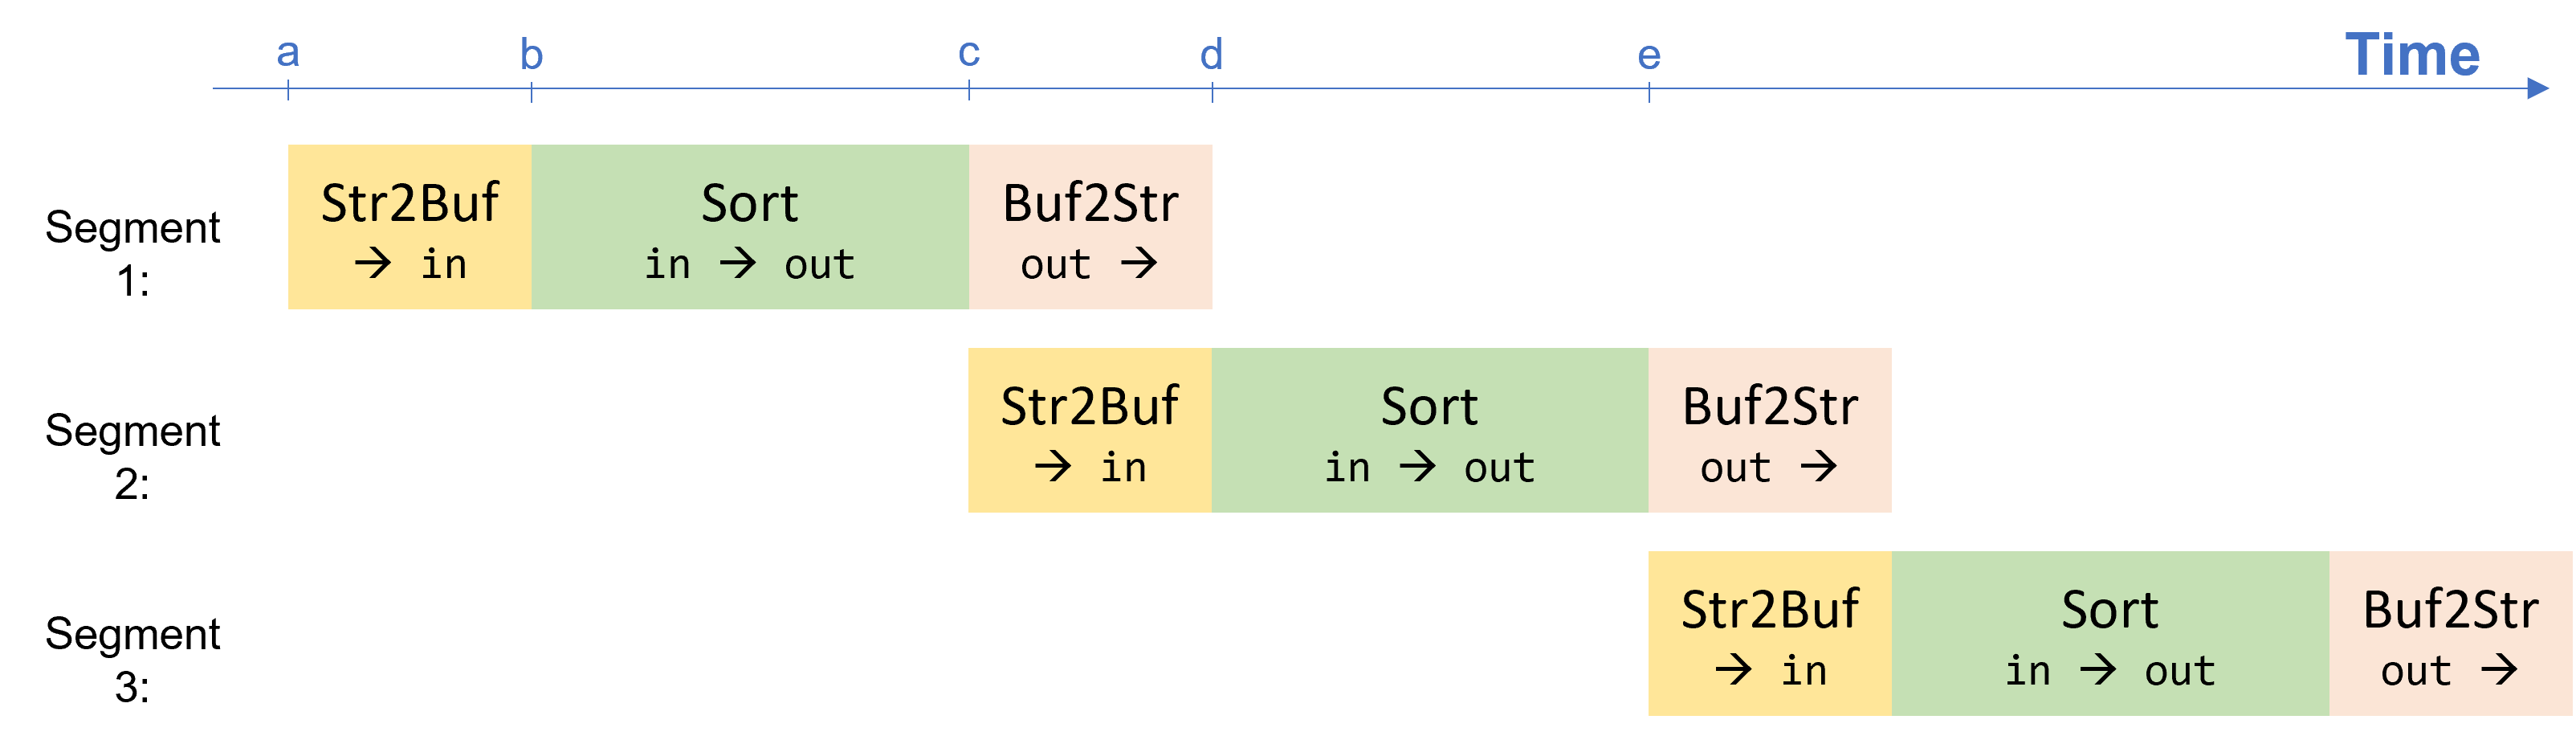 a b c d e Time
Segment 1:
Str2Buf Sort Buf2Str
→ in in → out out →
Segment 2:
Str2Buf Sort Buf2Str
→ in in → out out →
Segment 3:
Str2Buf Sort Buf2Str
→ in in → out out →